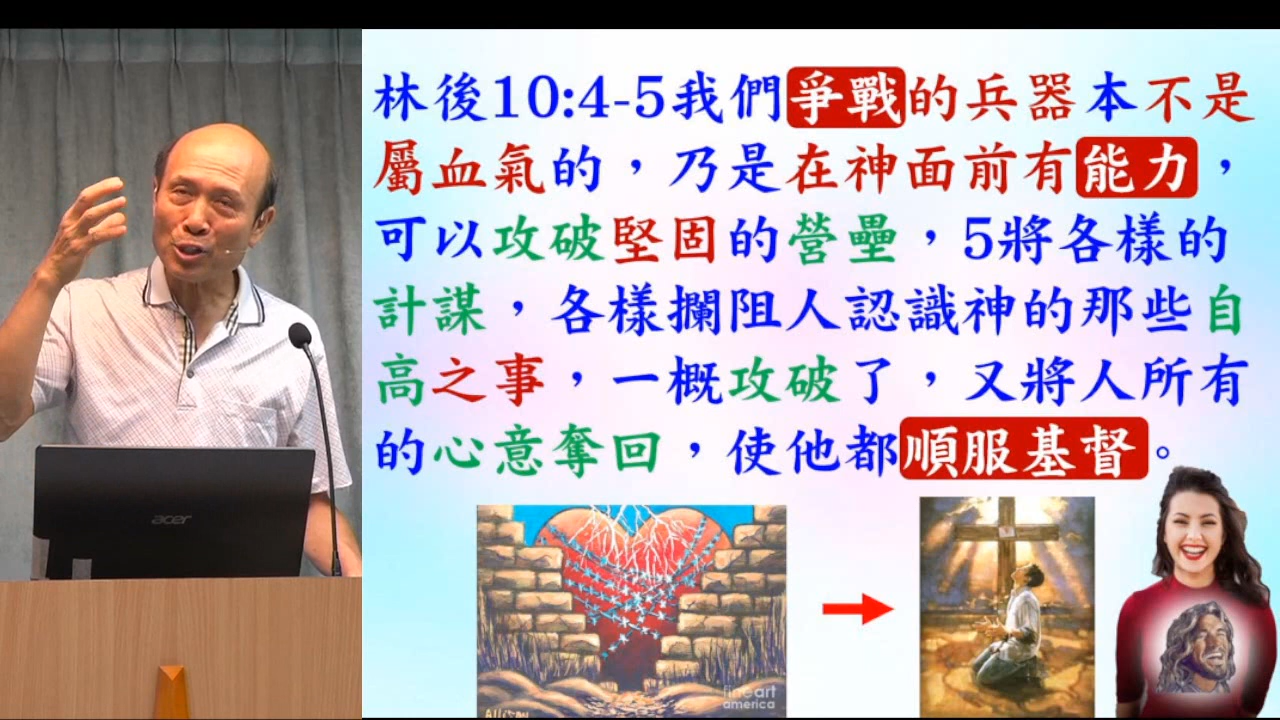 林後10:4-5我們爭戰的兵器本不是
屬血氣的，乃是在神面前有能力，
可以攻破堅固的營壘，5將各樣的
計謀，各樣攔阻人認識神的那些自
高之事，一概攻破了，又將人所有
的心意奪回，使他都順服基督。
acer
fineart
america